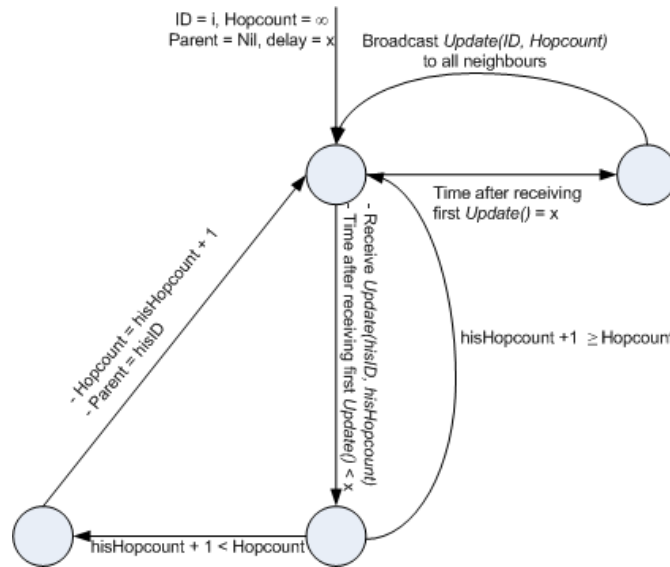 ID = i, Hopcount = ∞
Parent = Nil, delay = x
Broadcast Update(ID, Hopcount)
to all neighbours
Time after receiving
first Update() = x
- Receive Update(hisID, hisHopcount)
- Time after receiving first Update() < x
- Hopcount = hisHopcount + 1
- Parent = hisID
hisHopcount +1 ≥ Hopcount
hisHopcount + 1 < Hopcount